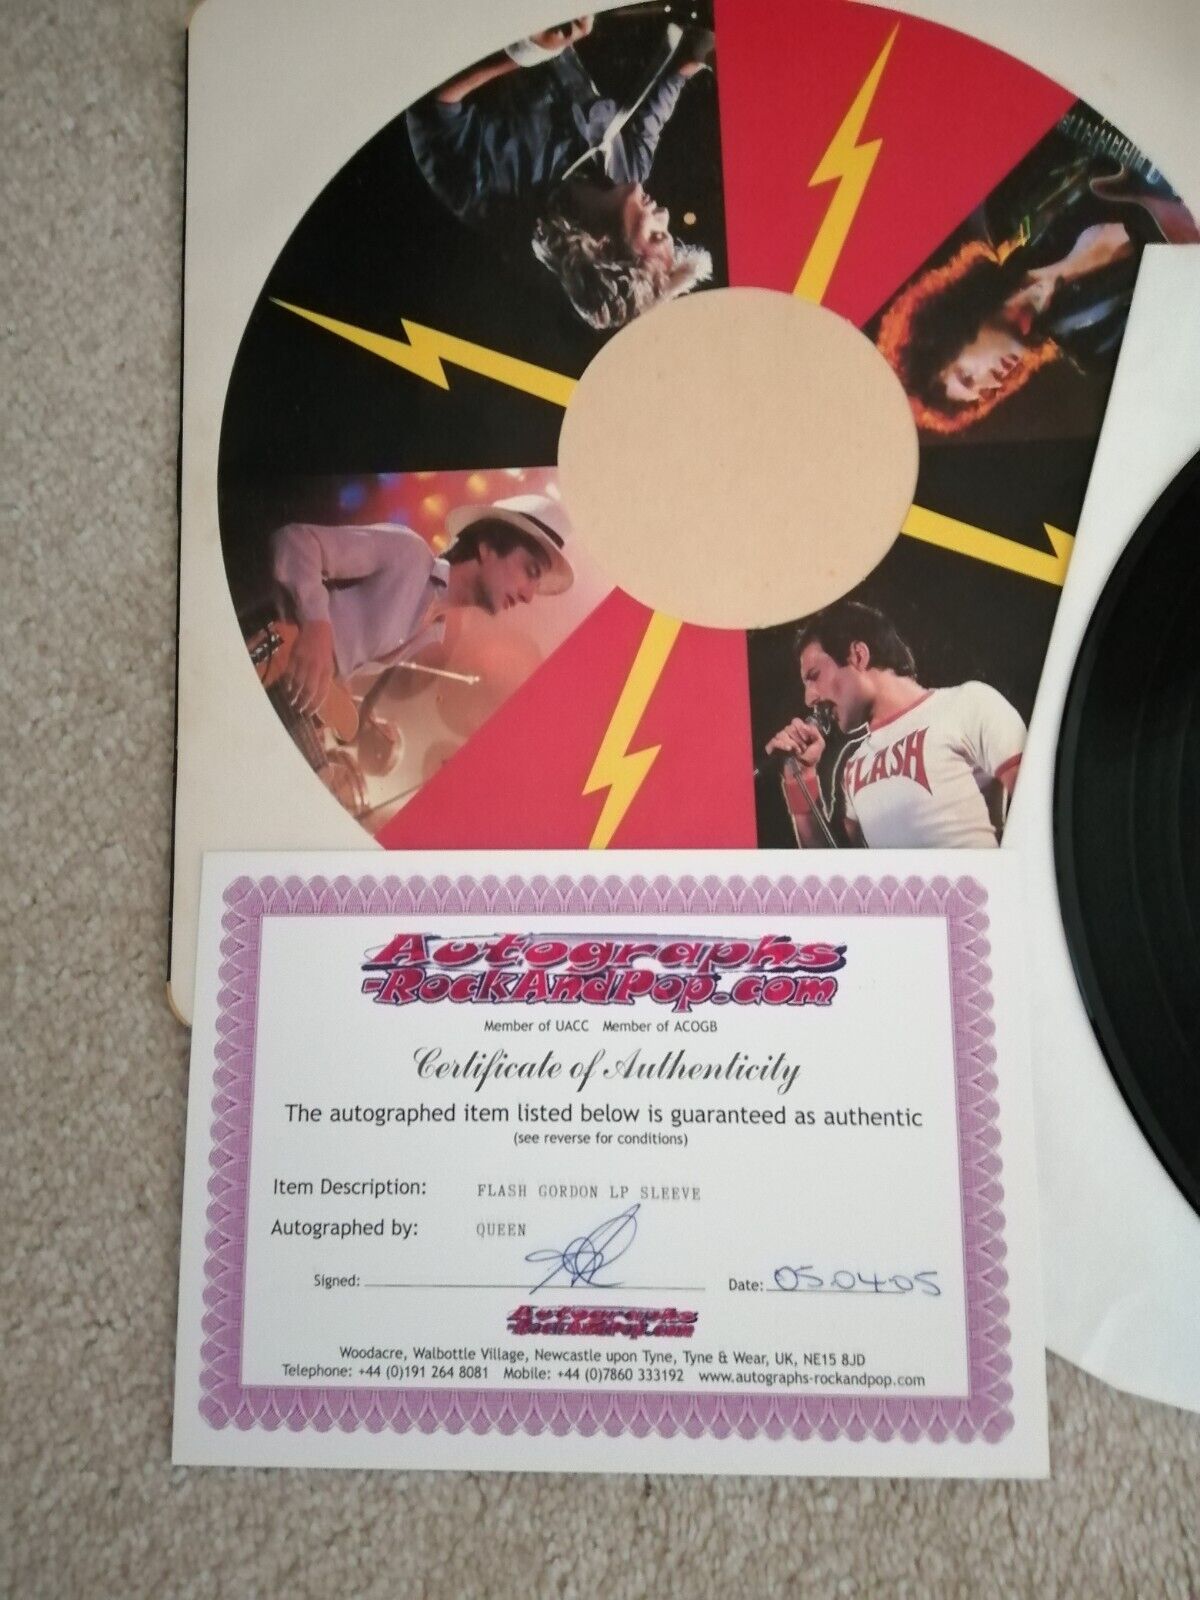 FLASH
Autographs
-RockAndPop.com
Member of UACC Member of ACOGB
Certificate of Authenticity
The autographed item listed below is guaranteed as authentic
(see reverse for conditions)
Item Description: FLASH GORDON LP SLEEVE
Autographed by: QUEEN
Signed: Date: 05.04.05
Autographs
-RockAndPop.com
Woodacre, Walbottle Village, Newcastle upon Tyne, Tyne & Wear, UK, NE15 8JD
Telephone: +44 (0)191 264 8081 Mobile: +44 (0)7860 333192 www.autographs-rockandpop.com